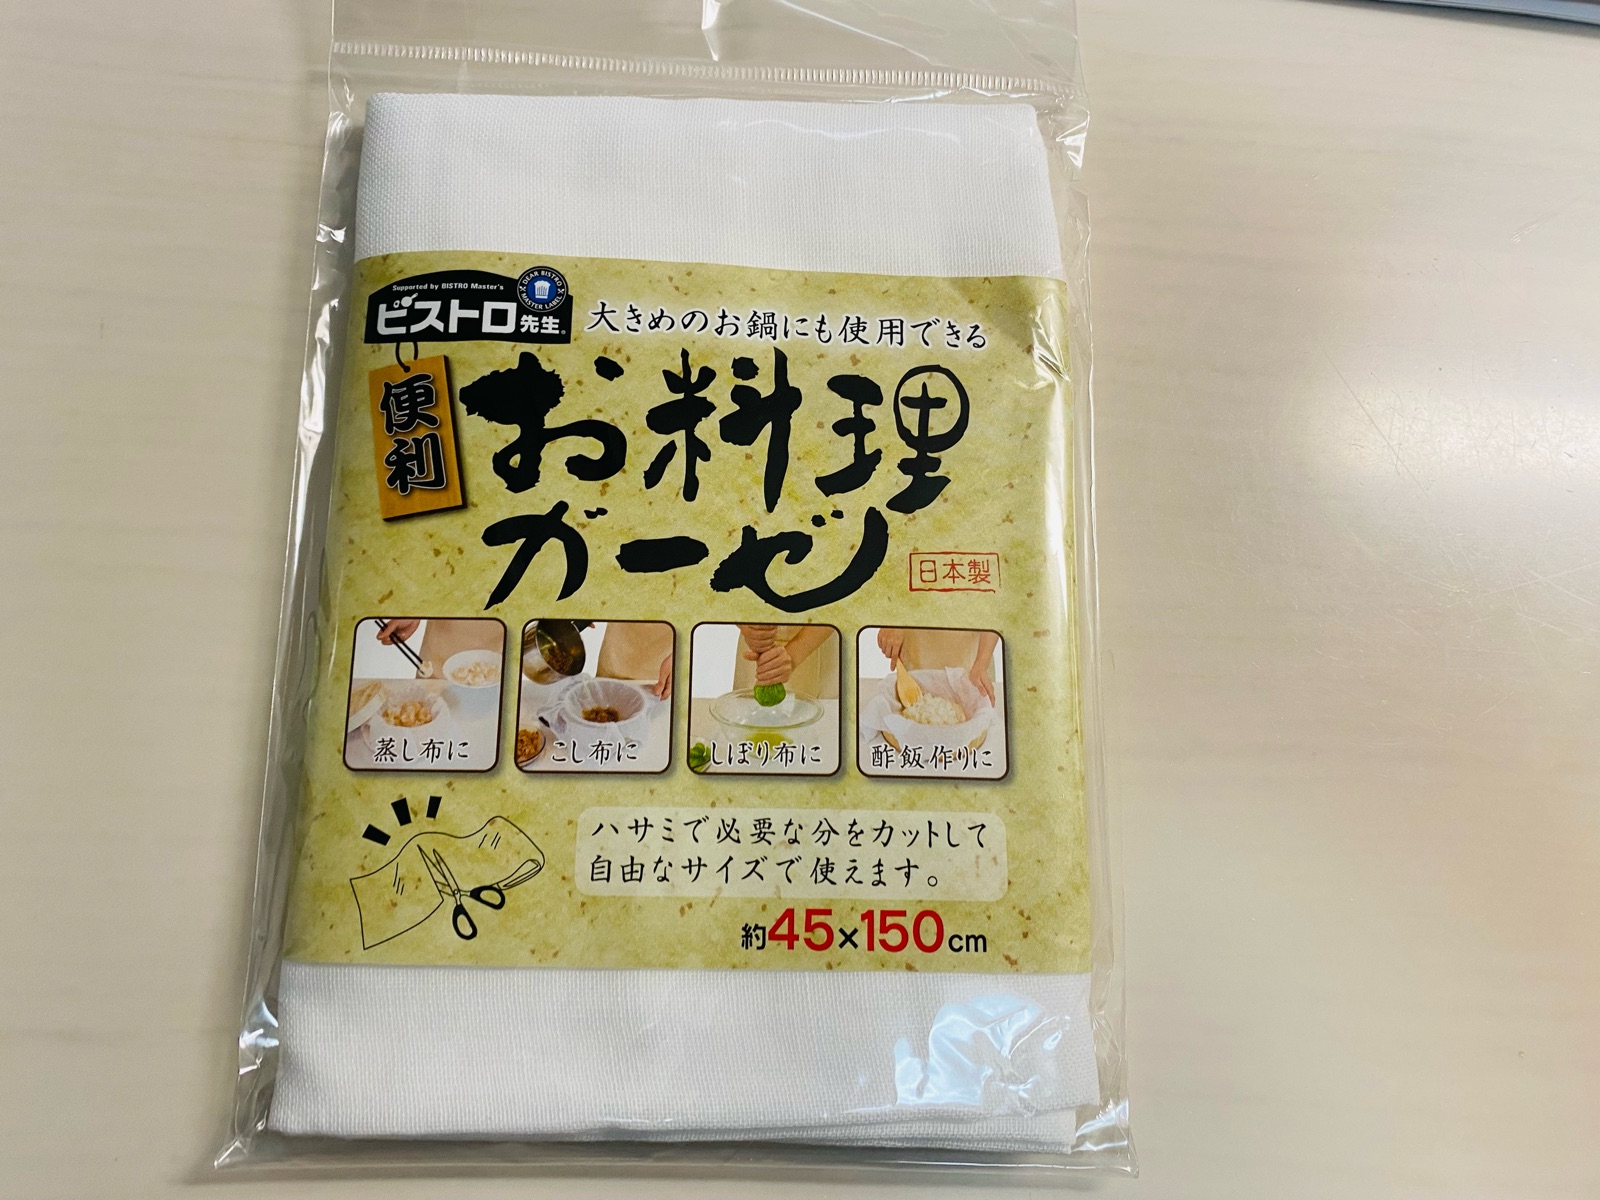 Supported by BISTRO Master's
DEAR BISTRO
MASTER LABEL
ビストロ先生®
大きめのお鍋にも使用できる
便利
お料理
ガーゼ
日本製
蒸し布に
こし布に
しぼり布に
酢飯作りに
ハサミで必要な分をカットして
自由なサイズで使えます。
約45×150cm